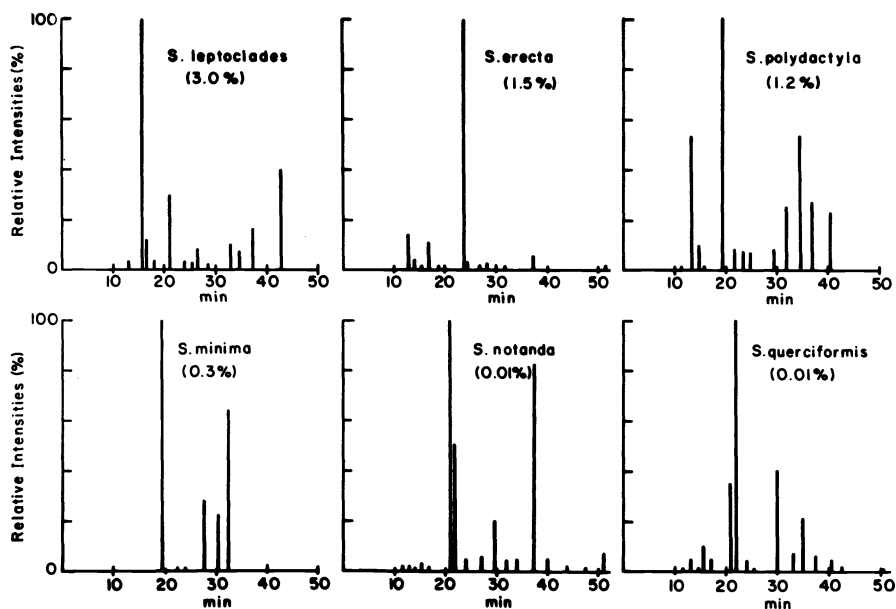 Relative Intensities (%)
100
0
S. leptoclades
(3.0%)
10 20 30 40 50
min
S.erecta
(1.5%)
10 20 30 40 50
min
S.polydactyla
(1.2%)
100
0
10 20 30 40 50
min
Relative Intensities (%)
100
0
S.minima
(0.3%)
10 20 30 40 50
min
S. notanda
(0.01%)
10 20 30 40 50
min
S.querciformis
(0.01%)
10 20 30 40 50
min